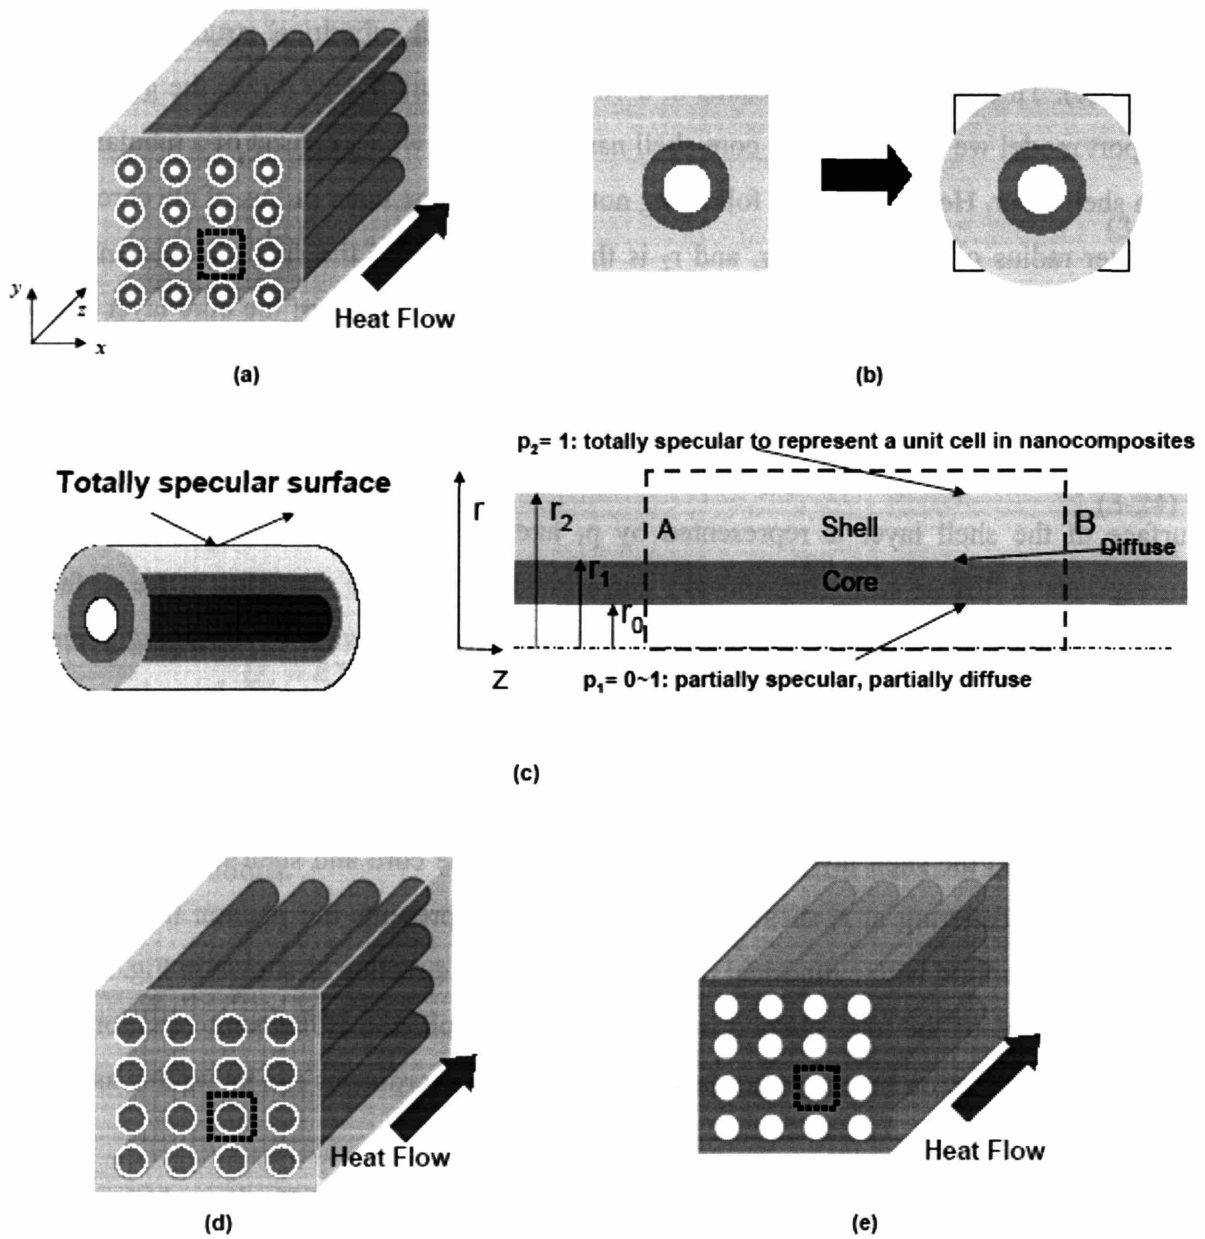 y
z
x
Heat Flow
(a)
(b)
Totally specular surface
p2= 1: totally specular to represent a unit cell in nanocomposites
r
r2
A
Shell
B
Diffuse
r1
Core
r0
z
p1= 0~1: partially specular, partially diffuse
(c)
Heat Flow
(d)
Heat Flow
(e)